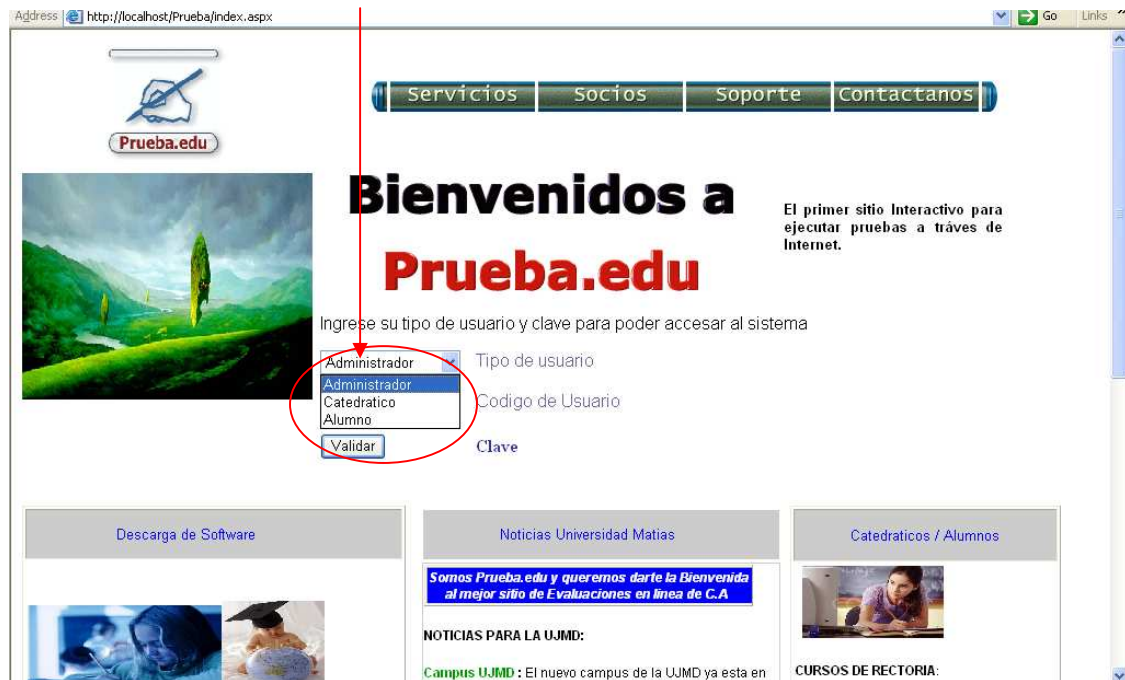 Address http://localhost/Prueba/index.aspx Go Links
Servicios Socios Soporte Contactanos
Prueba.edu
Bienvenidos a
Prueba.edu
El primer sitio Interactivo para
ejecutar pruebas a tráves de
Internet.
Ingrese su tipo de usuario y clave para poder accesar al sistema
Administrador Tipo de usuario
Administrador
Catedratico Codigo de Usuario
Alumno
Validar Clave
Descarga de Software
Noticias Universidad Matias
Somos Prueba.edu y queremos darte la Bienvenida
al mejor sitio de Evaluaciones en linea de C.A
NOTICIAS PARA LA UJMD:
Campus UJMD : El nuevo campus de la UJMD ya esta en
Catedraticos / Alumnos
CURSOS DE RECTORIA: